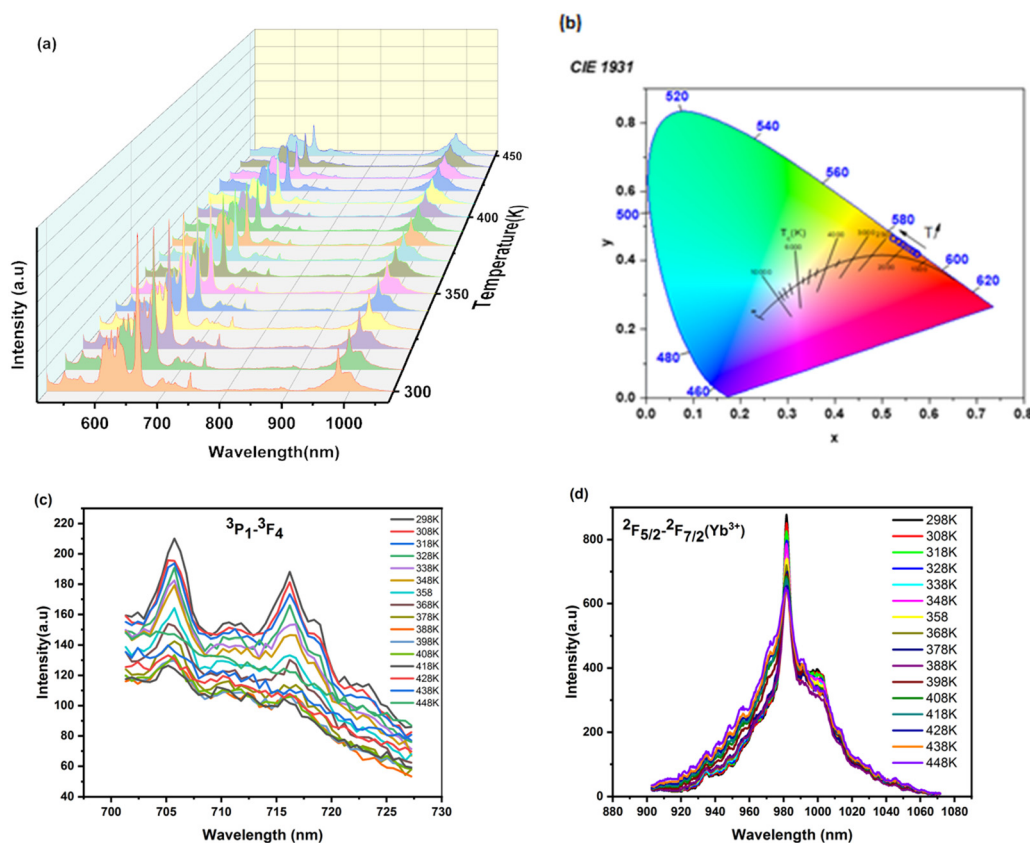 (a)
Intensity (a.u)
450
400
350
300
Temperature(K)
600 700 800 900 1000
Wavelength(nm)
(b)
CIE 1931
y
0.8
0.6
0.4
0.2
0.0
0.0 0.1 0.2 0.3 0.4 0.5 0.6 0.7 0.8
x
520
540
560
500
580
T
600
620
480
460
Tc(K)
4000
10000
(c)
³P₁-³F₄
Intensity(a.u)
220
200
180
160
140
120
100
80
60
40
700 705 710 715 720 725 730
Wavelength (nm)
298K
308K
318K
328K
338K
348K
358
368K
378K
388K
398K
408K
418K
428K
438K
448K
(d)
²F₅/₂-²F₇/₂(Yb³⁺)
Intensity(a.u)
800
600
400
200
0
880 900 920 940 960 980 1000 1020 1040 1060 1080
Wavelength (nm)
298K
308K
318K
328K
338K
348K
358
368K
378K
388K
398K
408K
418K
428K
438K
448K